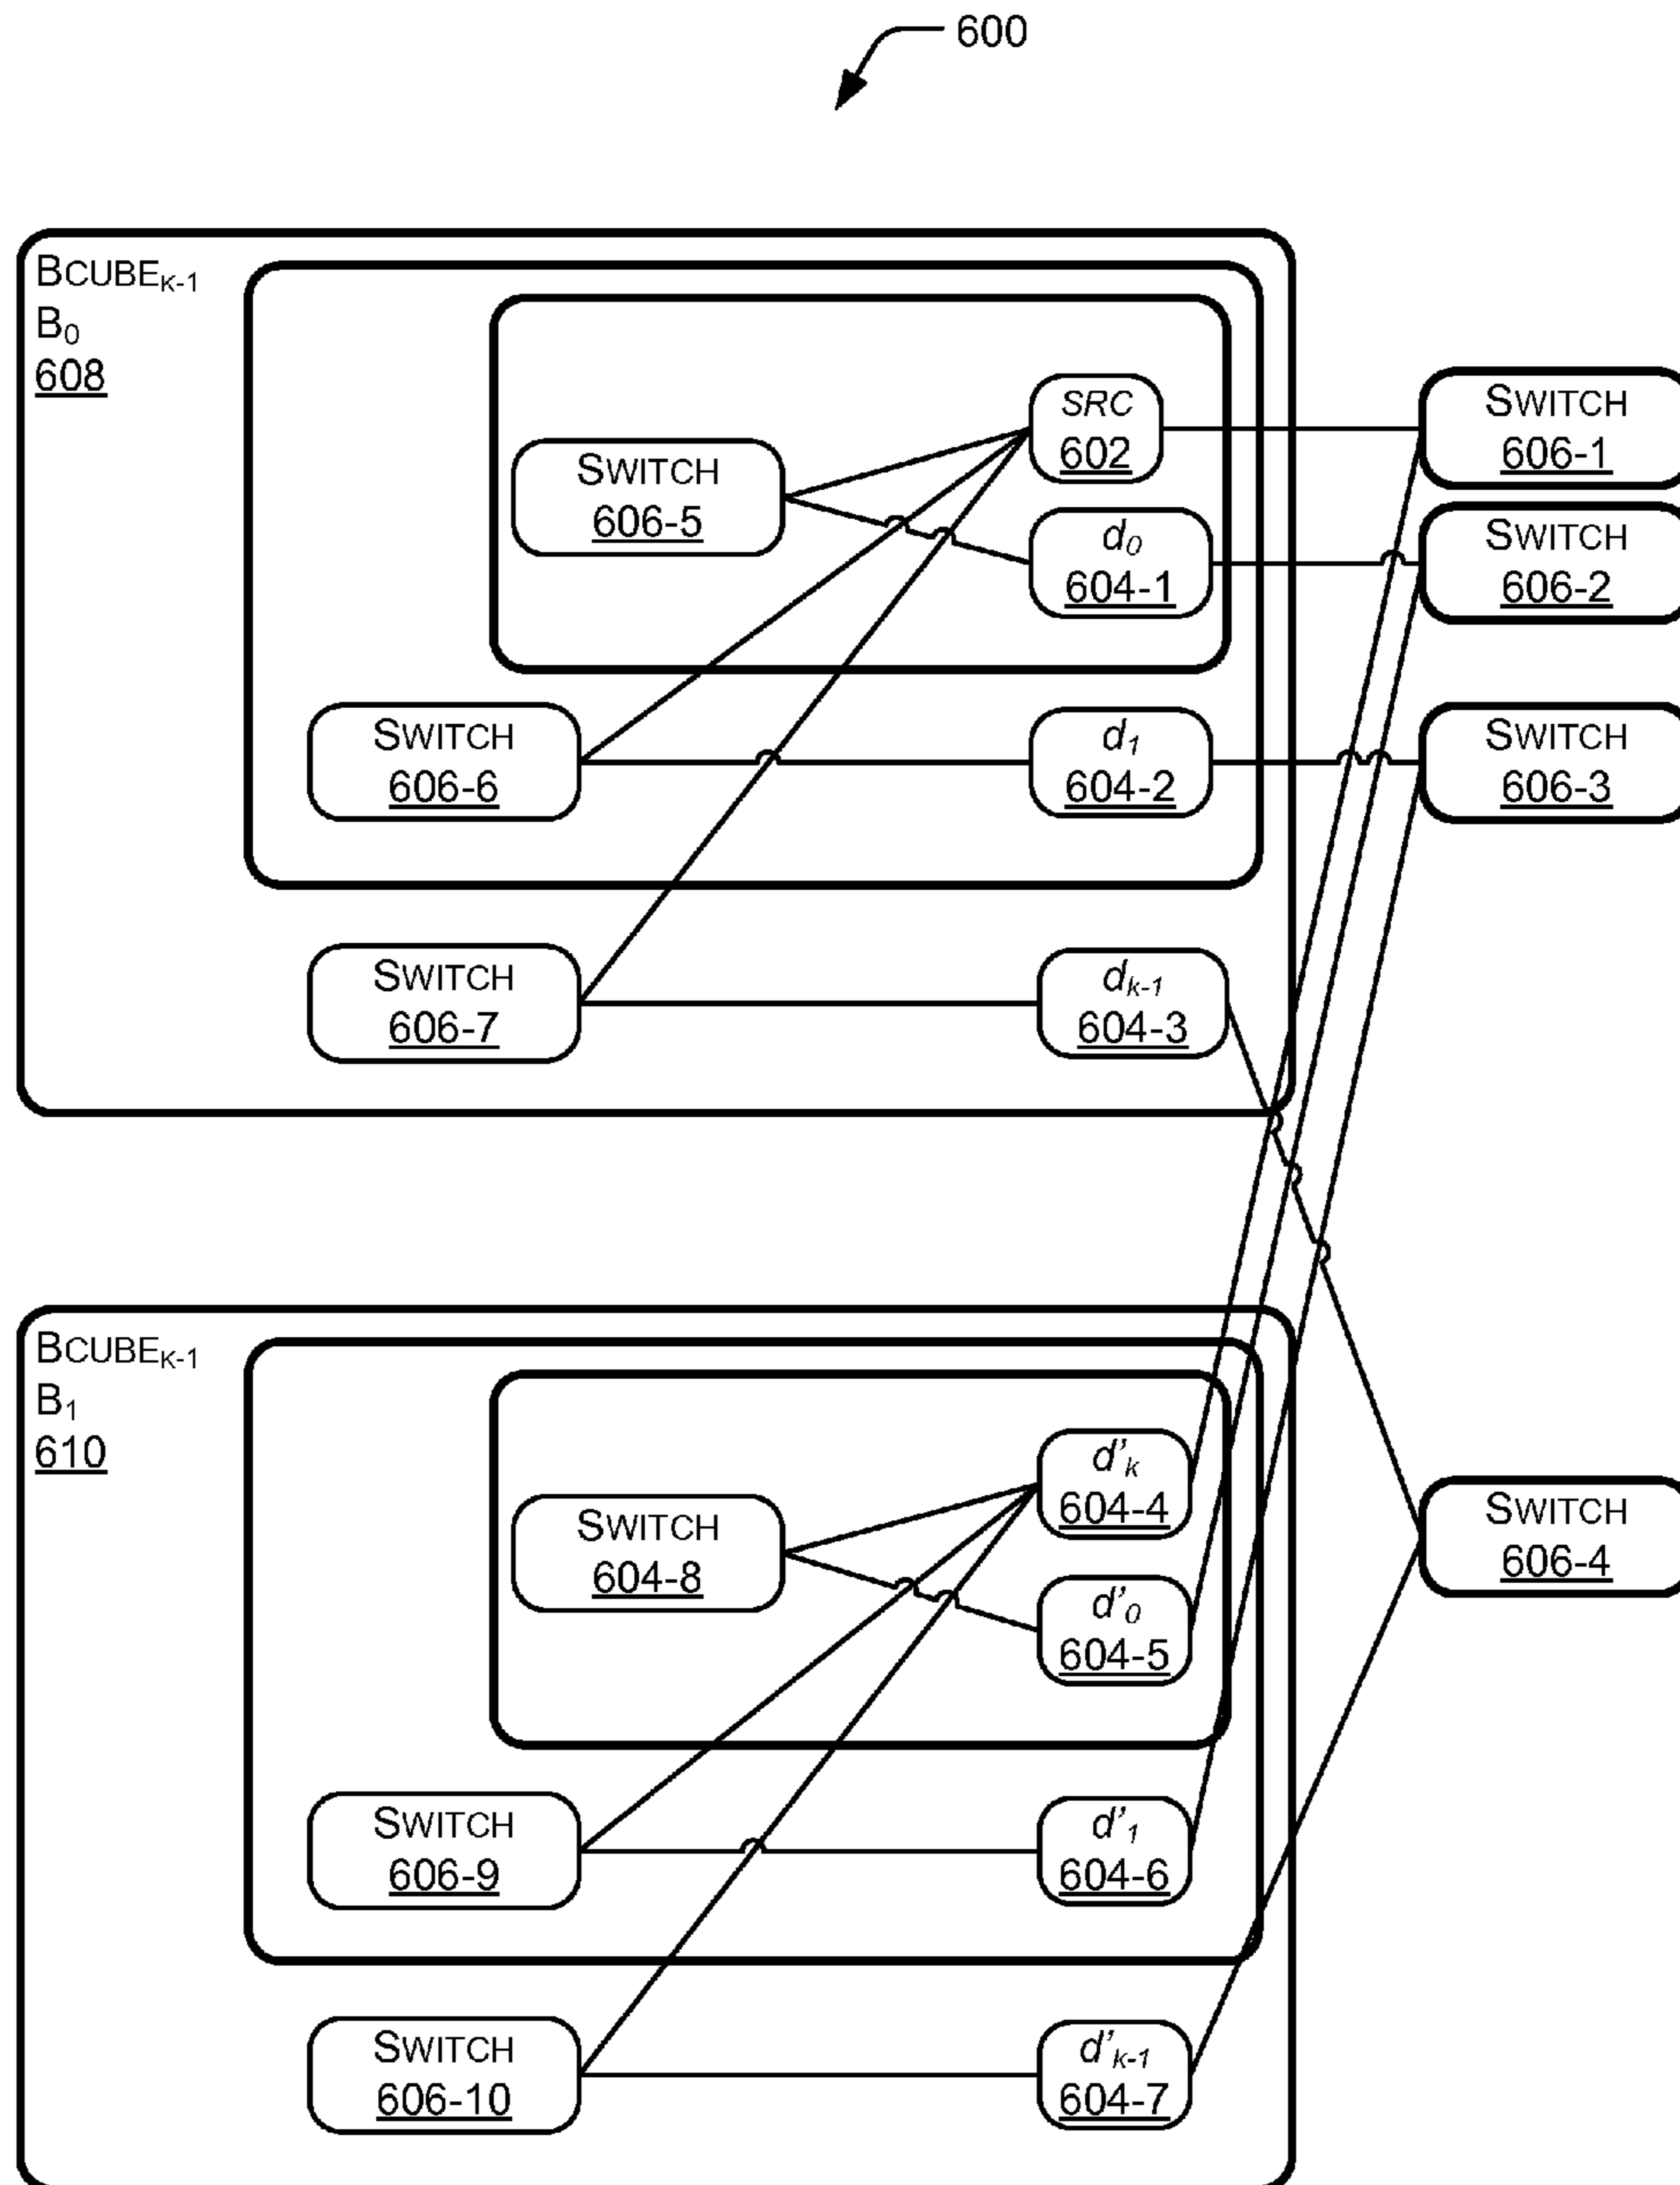 600
BCUBEK-1
B0
608
SRC
602
SWITCH
606-1
SWITCH
606-5
d0
604-1
SWITCH
606-2
SWITCH
606-6
d1
604-2
SWITCH
606-3
SWITCH
606-7
dk-1
604-3
BCUBEK-1
B1
610
d'k
604-4
SWITCH
604-8
d'0
604-5
SWITCH
606-4
SWITCH
606-9
d'1
604-6
SWITCH
606-10
d'k-1
604-7